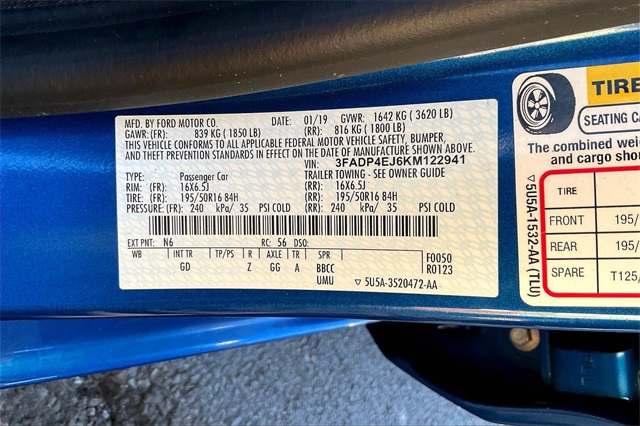 MFD. BY FORD MOTOR CO. DATE: 01/19 GVWR: 1642 KG ( 3620 LB)
GAWR: (FR): 839 KG ( 1850 LB) (RR): 816 KG ( 1800 LB)
THIS VEHICLE CONFORMS TO ALL APPLICABLE FEDERAL MOTOR VEHICLE SAFETY, BUMPER,
AND THEFT PREVENTION STANDARDS IN EFFECT ON THE DATE OF MANUFACTURE SHOWN ABOVE.
VIN: 3FADP4EJ6KM122941
TYPE: Passenger Car TRAILER TOWING - SEE OWNER GUIDE
RIM: (FR): 16X6.5J (RR): 16X6.5J
TIRE: (FR): 195/50R16 84H (RR): 195/50R16 84H
PRESSURE: (FR): 240 kPa/ 35 PSI COLD (RR): 240 kPa/ 35 PSI COLD
EXT PNT: N6 RC: 56 DSO:
WB INT TR TP/PS R AXLE TR SPR F0050
GD Z GG A BBCC R0123
UMU ▽ 5U5A-3520472-AA
TIRE
SEATING CA
The combined weig
and cargo shor
TIRE
FRONT 195/
REAR 195/
SPARE T125/
▽ 5U5A-1532-AA (TLU)